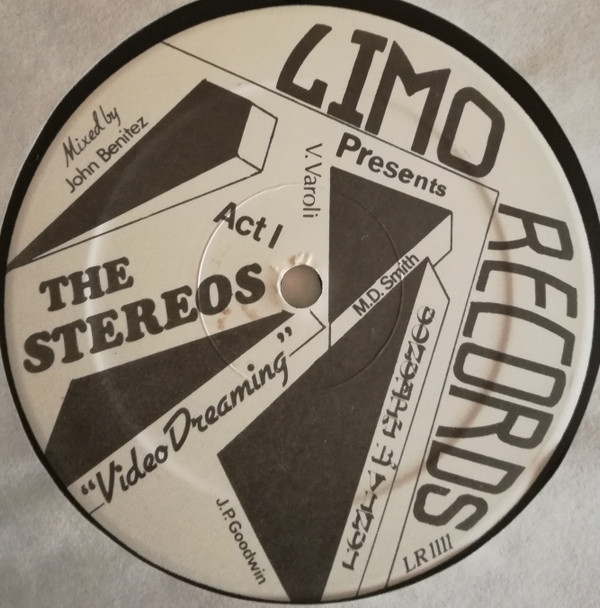 LIMO
RECORDS
Presents
Mixed by
John Benitez
V. Varoli
Act I
M.D. Smith
THE
STEREOS
"Video Dreaming"
J.P. Goodwin
LR 1111